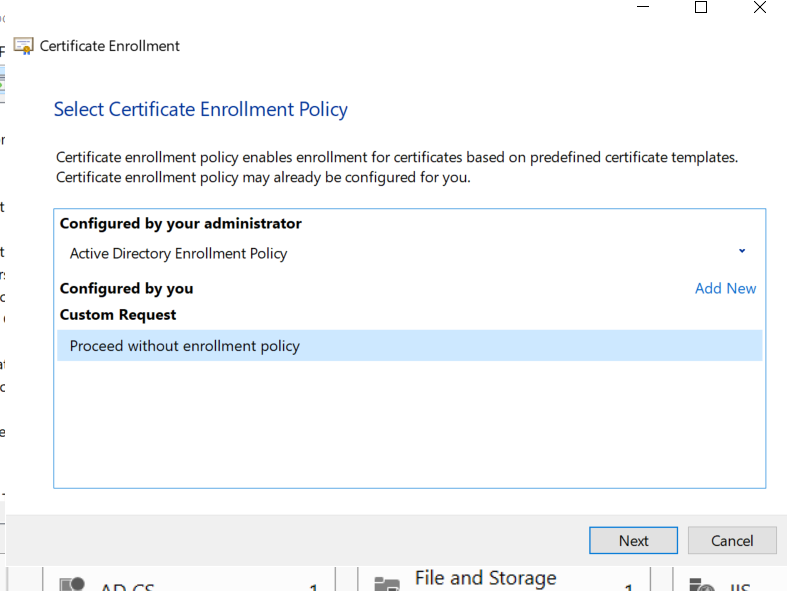 Certificate Enrollment
Select Certificate Enrollment Policy
Certificate enrollment policy enables enrollment for certificates based on predefined certificate templates.
Certificate enrollment policy may already be configured for you.
Configured by your administrator
Active Directory Enrollment Policy
Configured by you
Add New
Custom Request
Proceed without enrollment policy
Next
Cancel
AD CS
1
File and Storage
1
IIS